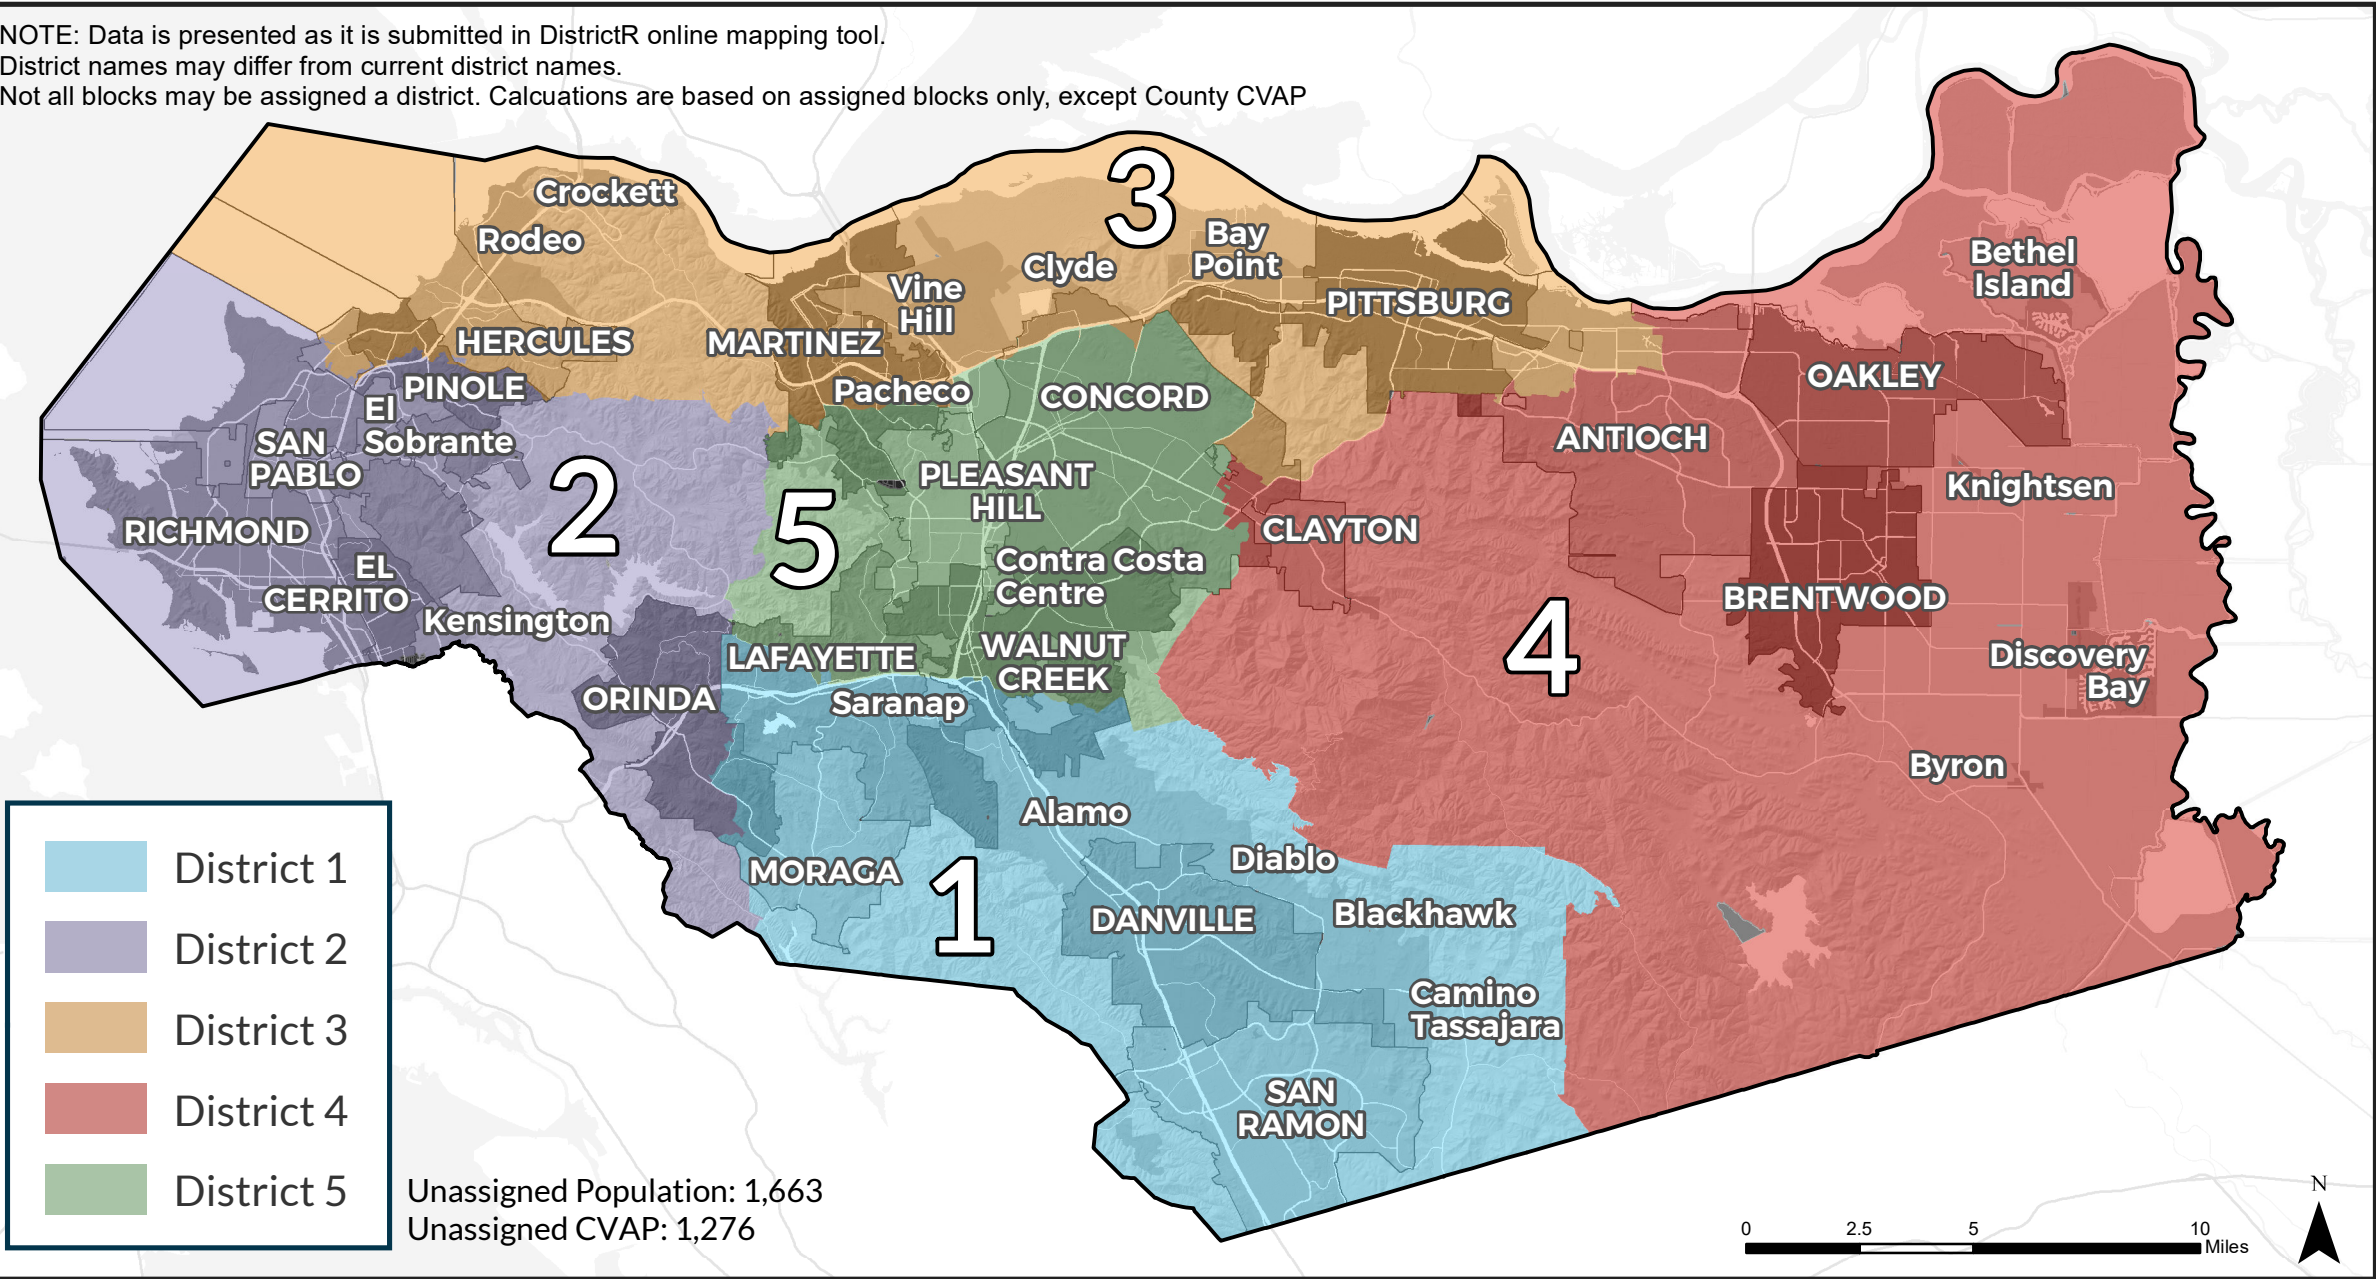 NOTE: Data is presented as it is submitted in DistrictR online mapping tool.
District names may differ from current district names.
Not all blocks may be assigned a district. Calcuations are based on assigned blocks only, except County CVAP
3
Crockett
Rodeo
Bay
Point
Clyde
Vine
Hill
Bethel
Island
PITTSBURG
HERCULES
MARTINEZ
OAKLEY
PINOLE
Pacheco
CONCORD
El
Sobrante
SAN
PABLO
ANTIOCH
2
5
PLEASANT
HILL
Knightsen
RICHMOND
CLAYTON
EL
CERRITO
Contra Costa
Centre
BRENTWOOD
Kensington
4
LAFAYETTE
WALNUT
CREEK
Discovery
Bay
ORINDA
Saranap
Byron
Alamo
Diablo
MORAGA
1
DANVILLE
Blackhawk
Camino
Tassajara
SAN
RAMON
District 1
District 2
District 3
District 4
District 5
Unassigned Population: 1,663
Unassigned CVAP: 1,276
N
0 2.5 5 10
Miles